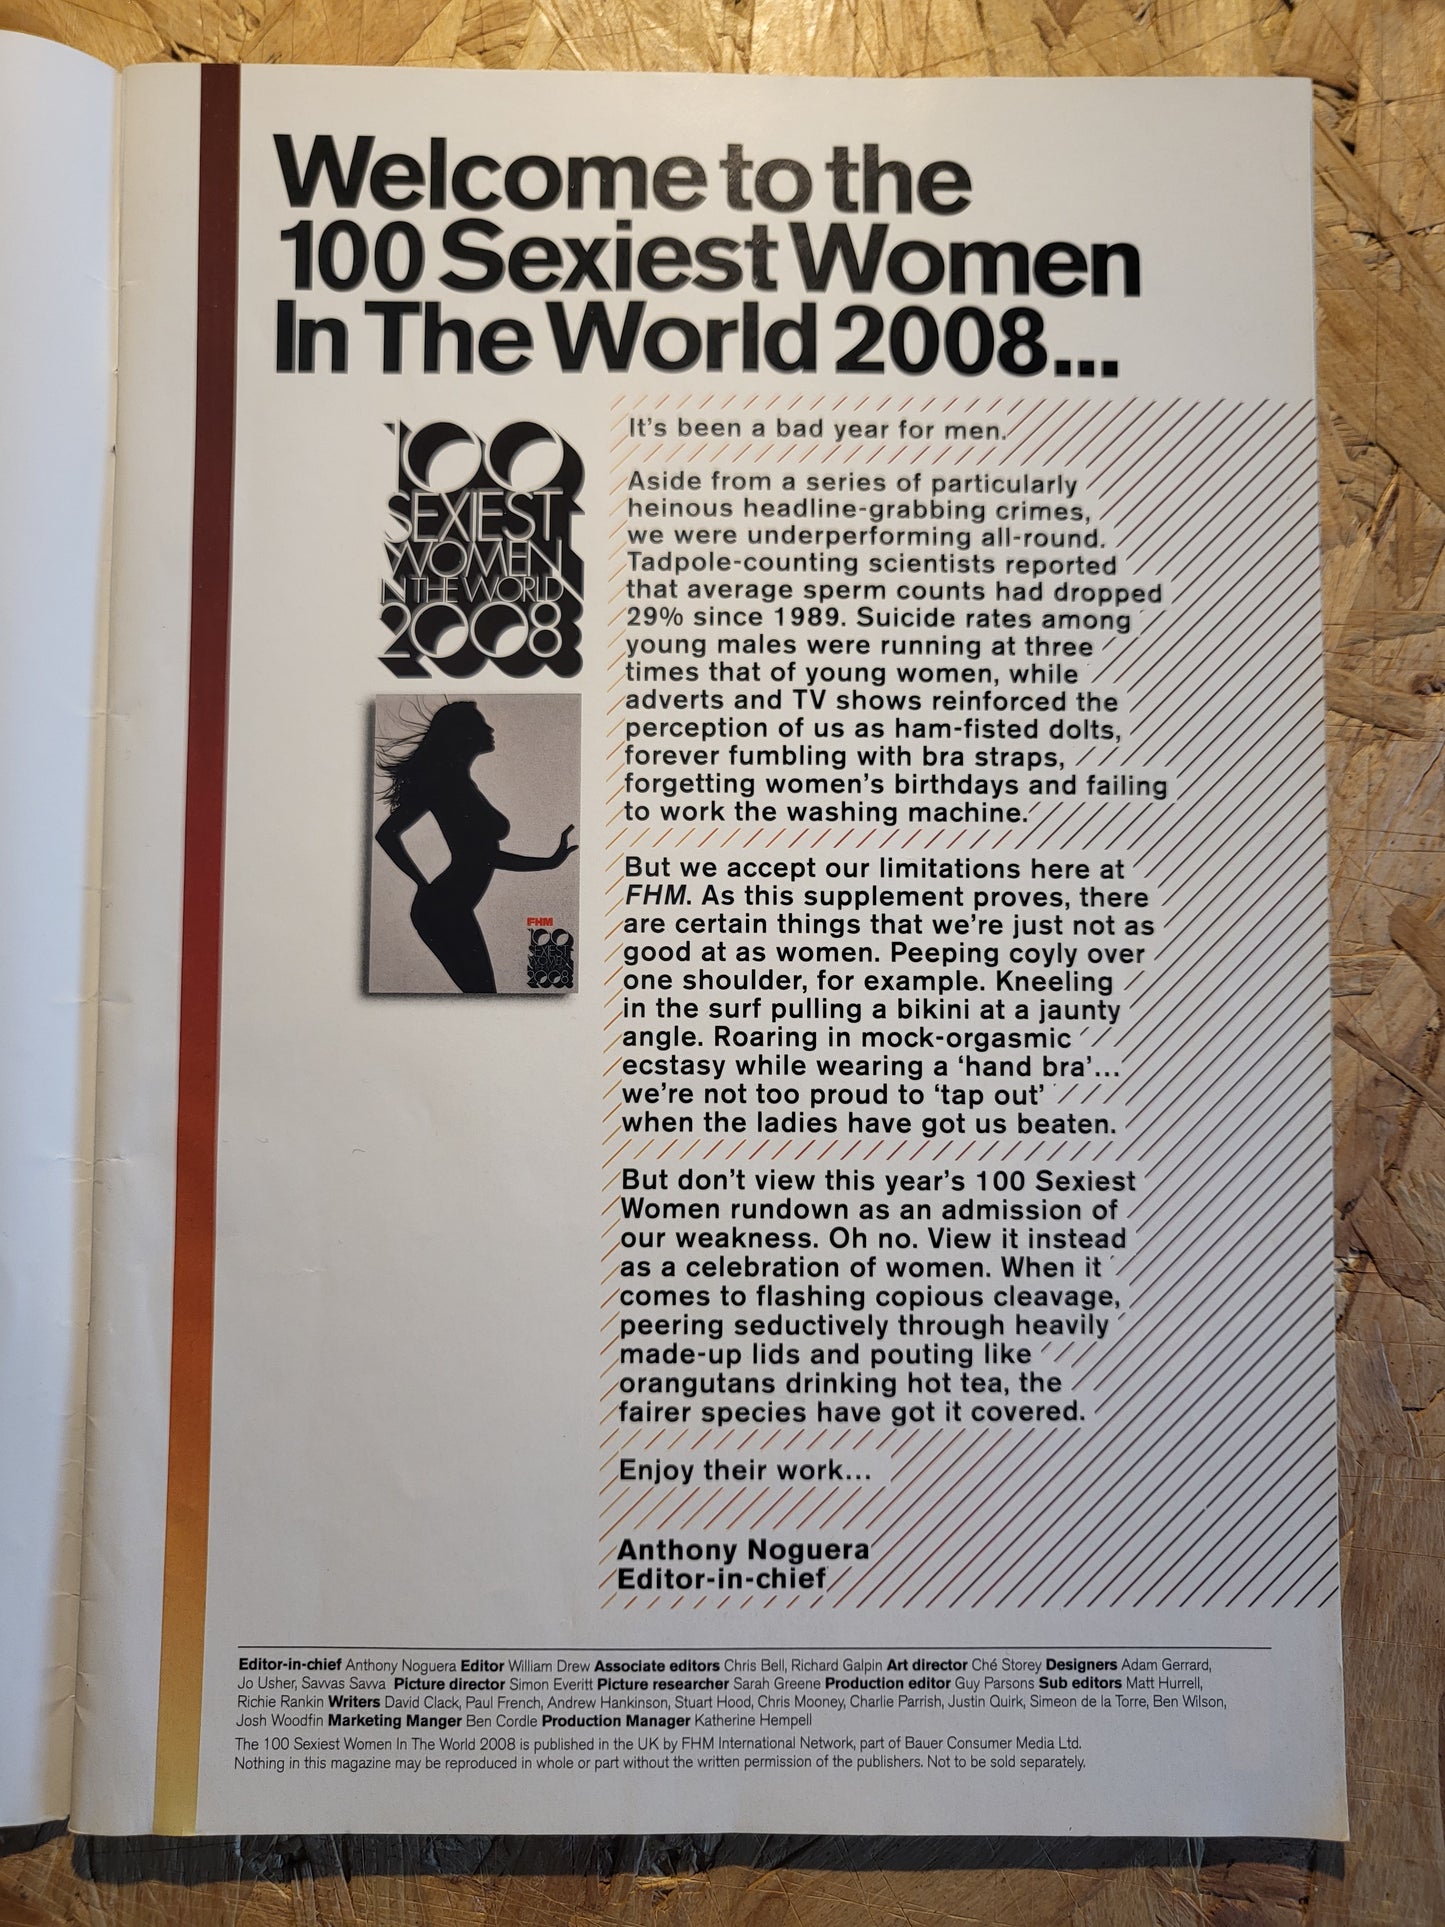 Welcome to the
100 Sexiest Women
In The World 2008...
100
SEXIEST
WOMEN
IN THE WORLD
2008
FHM
100
SEXIEST
WOMEN
2008
It's been a bad year for men.
Aside from a series of particularly
heinous headline-grabbing crimes,
we were underperforming all-round.
Tadpole-counting scientists reported
that average sperm counts had dropped
29% since 1989. Suicide rates among
young males were running at three
times that of young women, while
adverts and TV shows reinforced the
perception of us as ham-fisted dolts,
forever fumbling with bra straps,
forgetting women's birthdays and failing
to work the washing machine.
But we accept our limitations here at
FHM. As this supplement proves, there
are certain things that we're just not as
good at as women. Peeping coyly over
one shoulder, for example. Kneeling
in the surf pulling a bikini at a jaunty
angle. Roaring in mock-orgasmic
ecstasy while wearing a ‘hand bra’...
we're not too proud to ‘tap out’
when the ladies have got us beaten.
But don't view this year's 100 Sexiest
Women rundown as an admission of
our weakness. Oh no. View it instead
as a celebration of women. When it
comes to flashing copious cleavage,
peering seductively through heavily
made-up lids and pouting like
orangutans drinking hot tea, the
fairer species have got it covered.
Enjoy their work...
Anthony Noguera
Editor-in-chief
Editor-in-chief Anthony Noguera Editor William Drew Associate editors Chris Bell, Richard Galpin Art director Ché Storey Designers Adam Gerrard,
Jo Usher, Savvas Savva Picture director Simon Everitt Picture researcher Sarah Greene Production editor Guy Parsons Sub editors Matt Hurrell,
Richie Rankin Writers David Clack, Paul French, Andrew Hankinson, Stuart Hood, Chris Mooney, Charlie Parrish, Justin Quirk, Simeon de la Torre, Ben Wilson,
Josh Woodfin Marketing Manger Ben Cordle Production Manager Katherine Hempell
The 100 Sexiest Women In The World 2008 is published in the UK by FHM International Network, part of Bauer Consumer Media Ltd.
Nothing in this magazine may be reproduced in whole or part without the written permission of the publishers. Not to be sold separately.